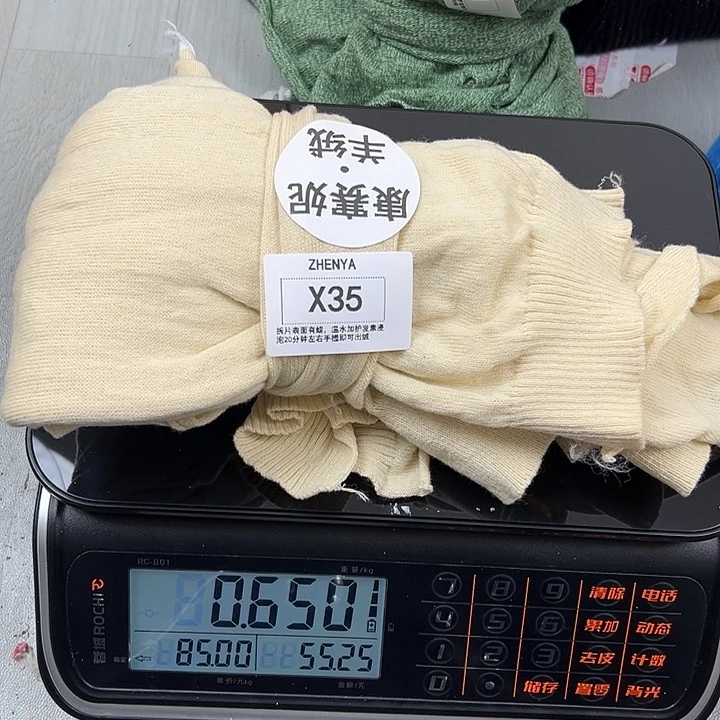 康赛妮
·
羊绒
ZHENYA
X35
拆片表面有蜡，温水加护发素浸
泡20分钟左右手搓即可出绒
RC-B01
重量/kg
ROCHI
0.650
85.00
55.25
单价/元kg
金额/元
7 8 9 清除 电话
4 5 6 累加 动态
1 2 3 去皮 计数
0 . 储存 置零 背光